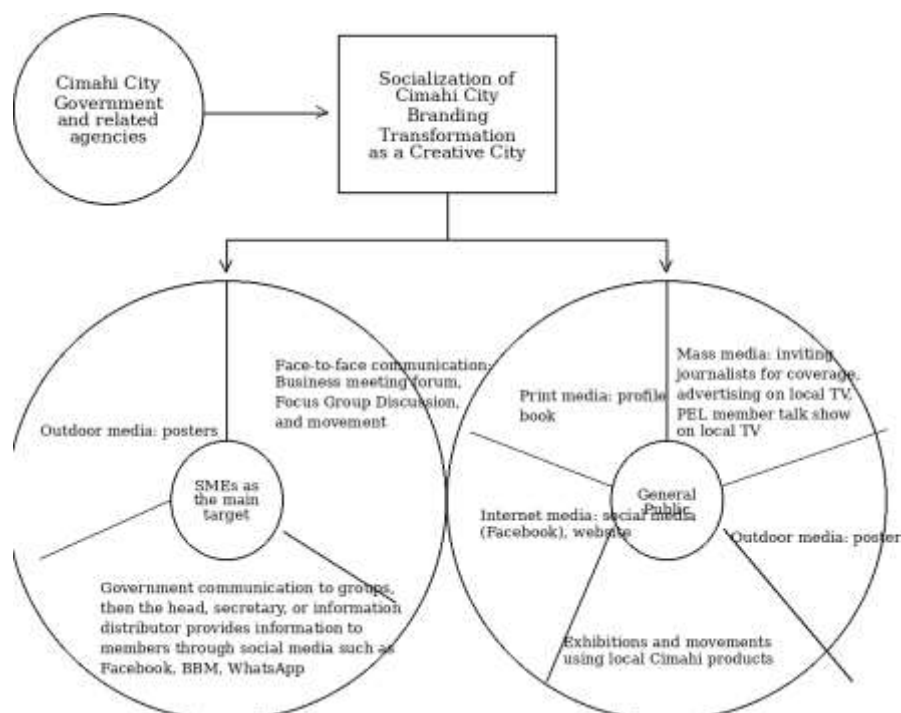 Cimahi City
Government
and related
agencies
Socialization of
Cimahi City
Branding
Transformation
as a Creative City
Face-to-face communication:
Business meeting forum,
Focus Group Discussion,
and movement
Outdoor media: posters
SMEs as
the main
target
Government communication to groups,
then the head, secretary, or information
distributor provides information to
members through social media such as
Facebook, BBM, WhatsApp
Mass media: inviting
journalists for coverage,
advertising on local TV,
PEL member talk show
on local TV
Print media: profile
book
General
Public
Internet media: social media
(Facebook), website
Outdoor media: poster
Exhibitions and movements
using local Cimahi products